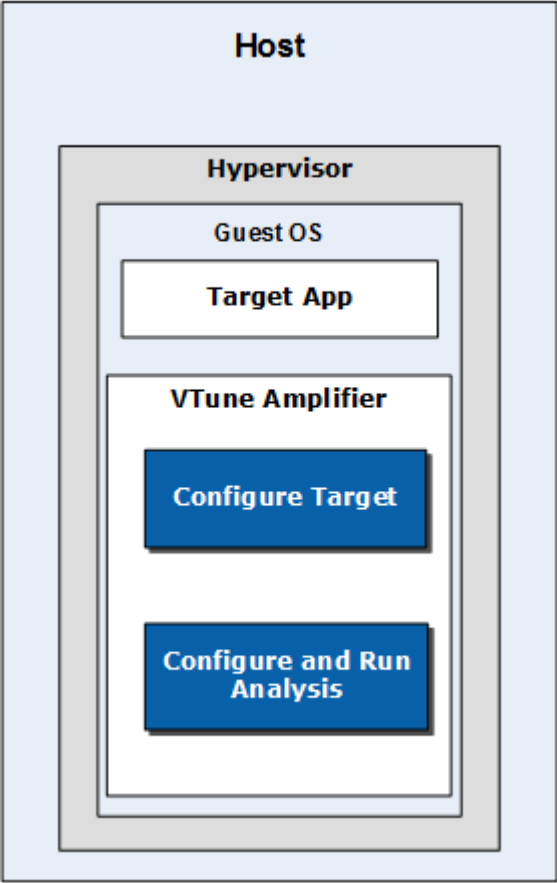 Host
Hypervisor
Guest OS
Target App
VTune Amplifier
Configure Target
Configure and Run
Analysis